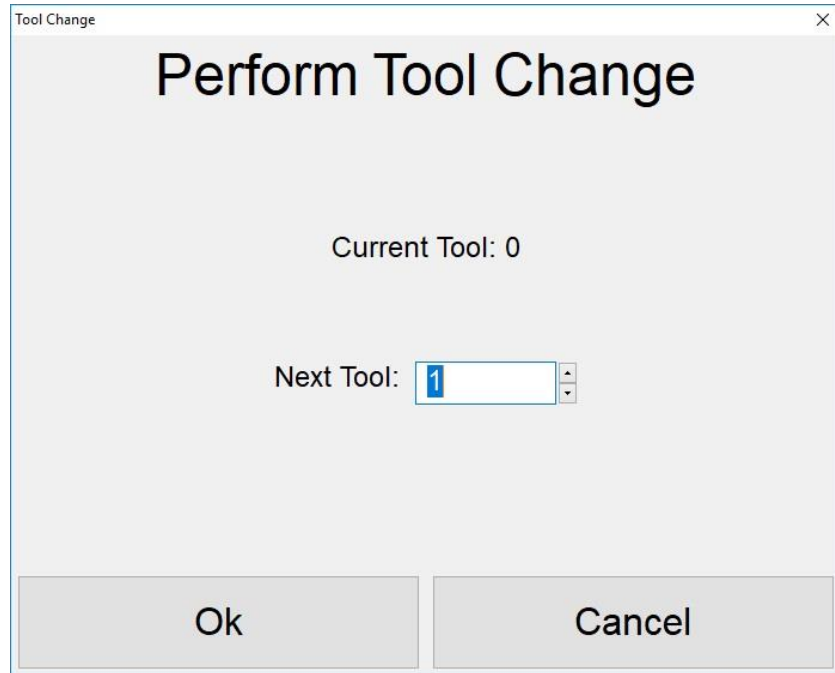 Tool Change
Perform Tool Change
Current Tool: 0
Next Tool: 1
Ok Cancel